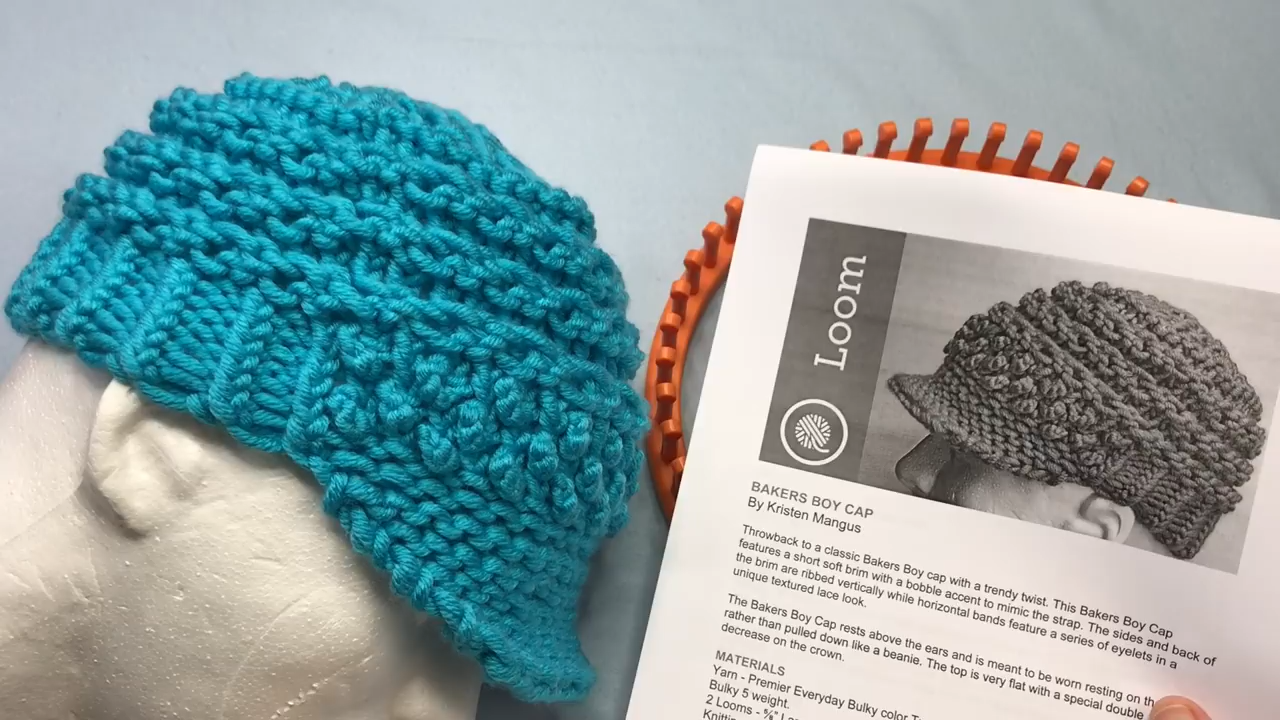 Loom
BAKERS BOY CAP
By Kristen Mangus
Throwback to a classic Bakers Boy cap with a trendy twist. This Bakers Boy Cap
features a short soft brim with a bobble accent to mimic the strap. The sides and back of
the brim are ribbed vertically while horizontal bands feature a series of eyelets in a
unique textured lace look.
The Bakers Boy Cap rests above the ears and is meant to be worn resting on the
rather than pulled down like a beanie. The top is very flat with a special double
decrease on the crown.
MATERIALS
Yarn - Premier Everyday Bulky color
Bulky 5 weight.
2 Looms - ⅝"